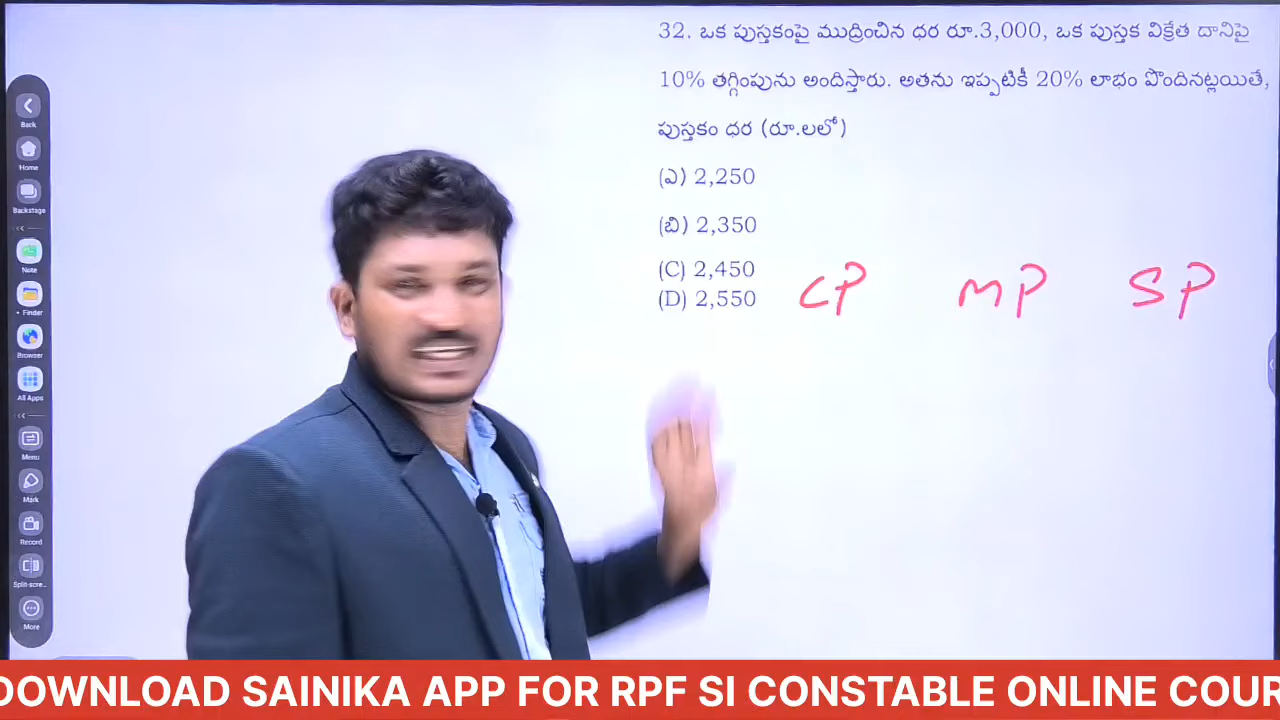 32. ఒక పుస్తకంపై ముద్రించిన ధర రూ.3,000, ఒక పుస్తక విక్రేత దానిపై
10% తగ్గింపును అందిస్తారు. అతను ఇప్పటికీ 20% లాభం పొందినట్లయితే,
పుస్తకం ధర (రూ.లలో)
(ఎ) 2,250
(బి) 2,350
(C) 2,450
(D) 2,550
CP MP SP
Back
Home
Backstage
Note
Finder
Browser
All Apps
Menu
Mark
Record
Split-scre..
More
DOWNLOAD SAINIKA APP FOR RPF SI CONSTABLE ONLINE COUR